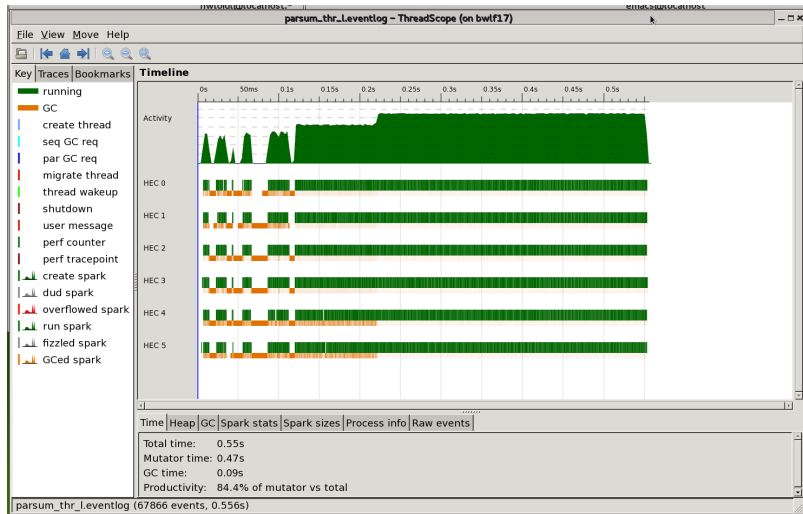 parsum_thr_l.eventlog – ThreadScope (on bwlf17)
File View Move Help
Key Traces Bookmarks
running
GC
create thread
seq GC req
par GC req
migrate thread
thread wakeup
shutdown
user message
perf counter
perf tracepoint
create spark
dud spark
overflowed spark
run spark
fizzled spark
GCed spark
Timeline
0s 50ms 0.1s 0.15s 0.2s 0.25s 0.3s 0.35s 0.4s 0.45s 0.5s
Activity
HEC 0
HEC 1
HEC 2
HEC 3
HEC 4
HEC 5
Time Heap GC Spark stats Spark sizes Process info Raw events
Total time: 0.55s
Mutator time: 0.47s
GC time: 0.09s
Productivity: 84.4% of mutator vs total
parsum_thr_l.eventlog (67866 events, 0.556s)